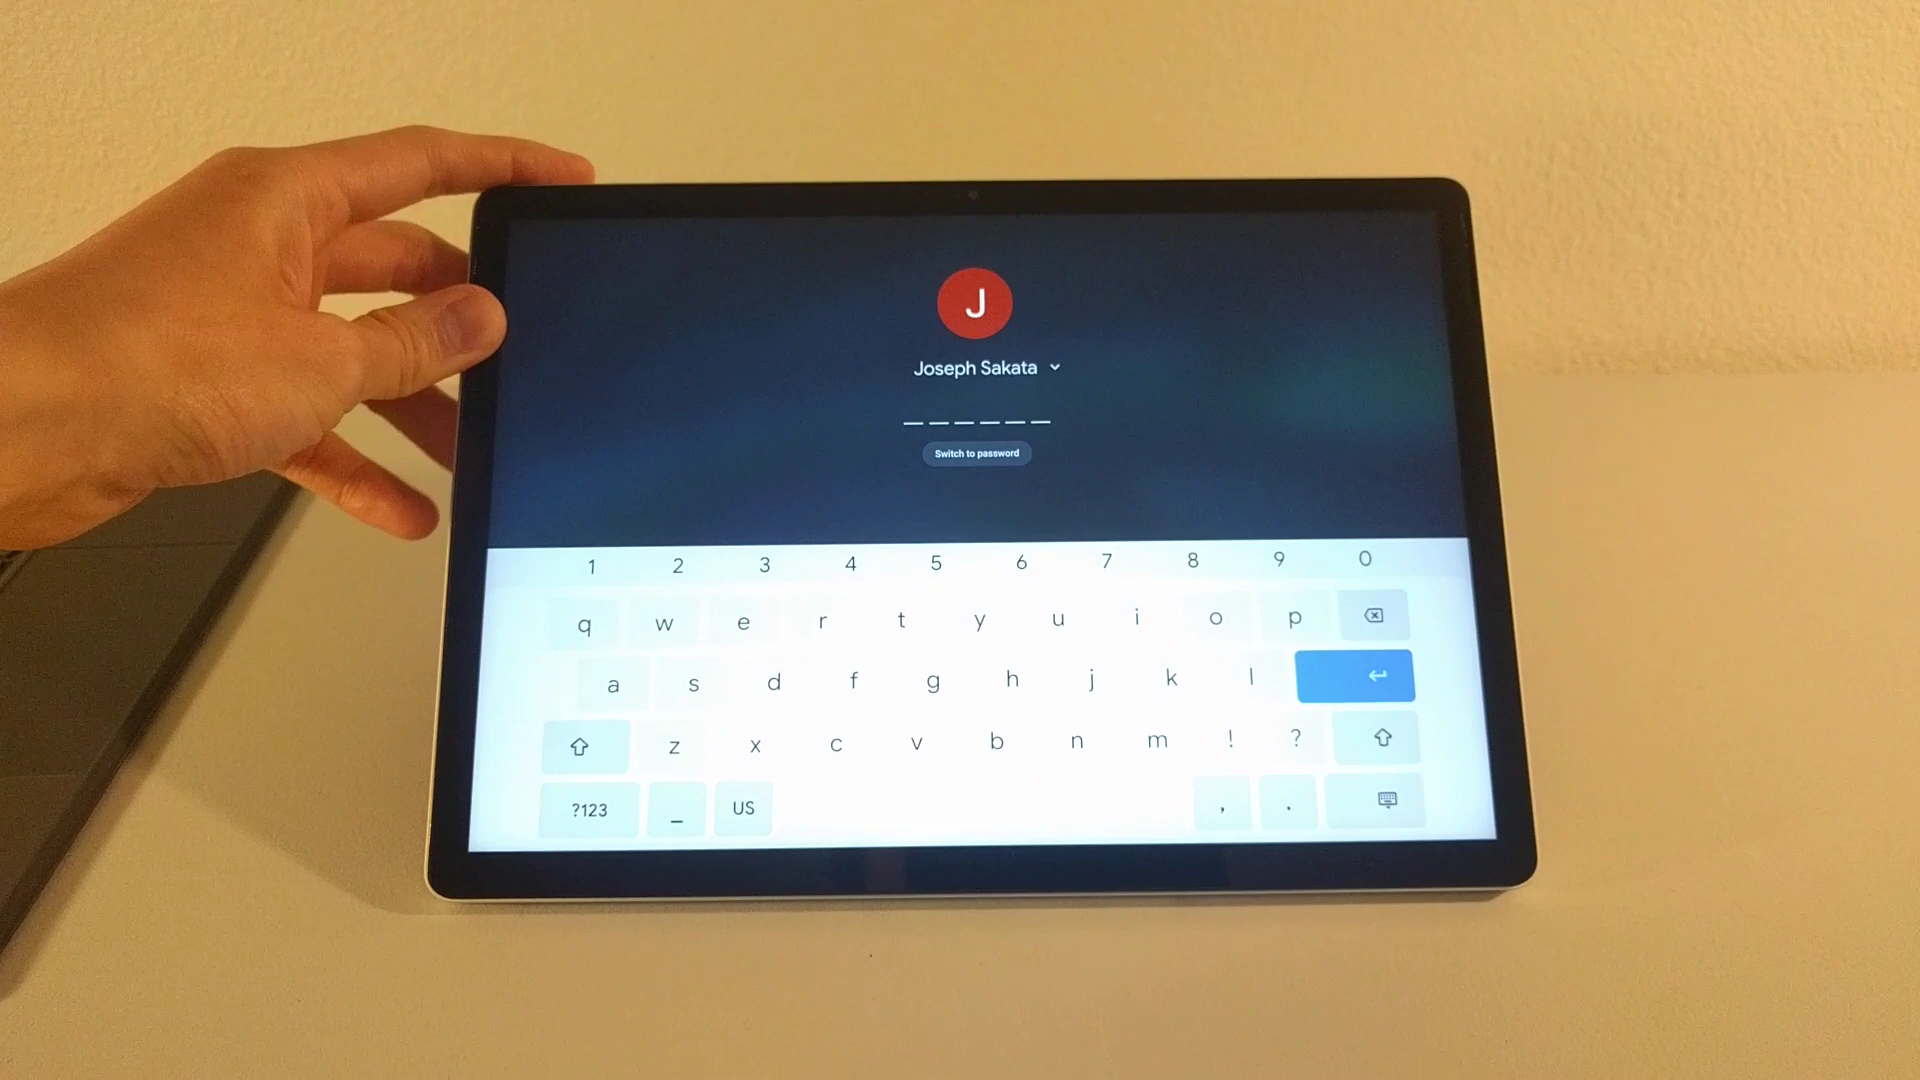 J
Joseph Sakata
Switch to password
1 2 3 4 5 6 7 8 9 0
q w e r t y u i o p
a s d f g h j k l
z x c v b n m ! ?
?123 _ US , .